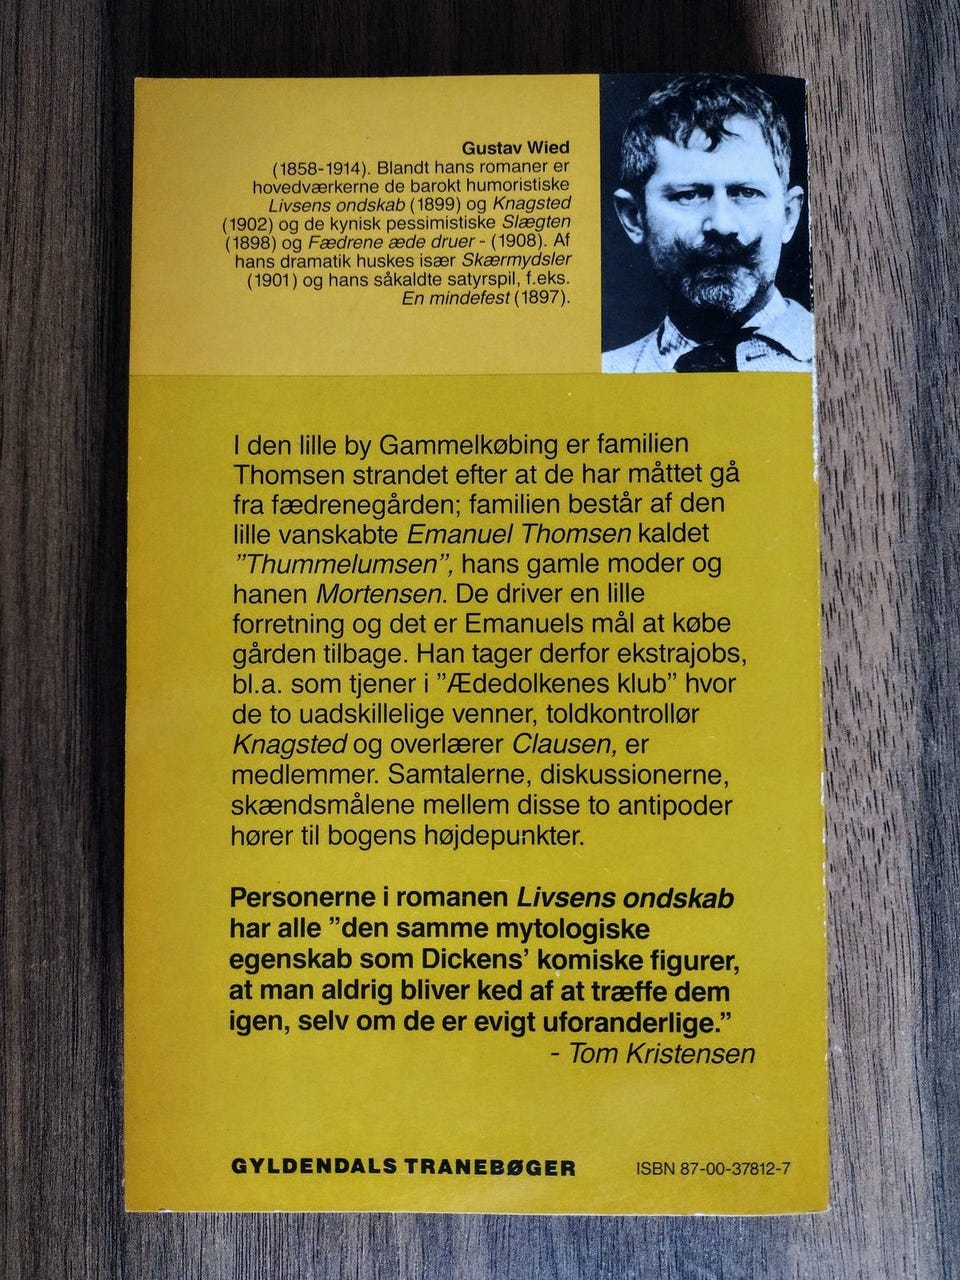 Gustav Wied
(1858-1914). Blandt hans romaner er
hovedværkerne de barokt humoristiske
Livsens ondskab (1899) og Knagsted
(1902) og de kynisk pessimistiske Slægten
(1898) og Fædrene æde druer - (1908). Af
hans dramatik huskes især Skærmydsler
(1901) og hans såkaldte satyrspil, f.eks.
En mindefest (1897).
I den lille by Gammelkøbing er familien
Thomsen strandet efter at de har måttet gå
fra fædrenegården; familien består af den
lille vanskabte Emanuel Thomsen kaldet
”Thummelumsen”, hans gamle moder og
hanen Mortensen. De driver en lille
forretning og det er Emanuels mål at købe
gården tilbage. Han tager derfor ekstrajobs,
bl.a. som tjener i ”Ædedolkenes klub” hvor
de to uadskillelige venner, toldkontrollør
Knagsted og overlærer Clausen, er
medlemmer. Samtalerne, diskussionerne,
skændsmålene mellem disse to antipoder
hører til bogens højdepunkter.
Personerne i romanen Livsens ondskab
har alle ”den samme mytologiske
egenskab som Dickens’ komiske figurer,
at man aldrig bliver ked af at træffe dem
igen, selv om de er evigt uforanderlige.”
- Tom Kristensen
GYLDENDALS TRANEBØGER
ISBN 87-00-37812-7